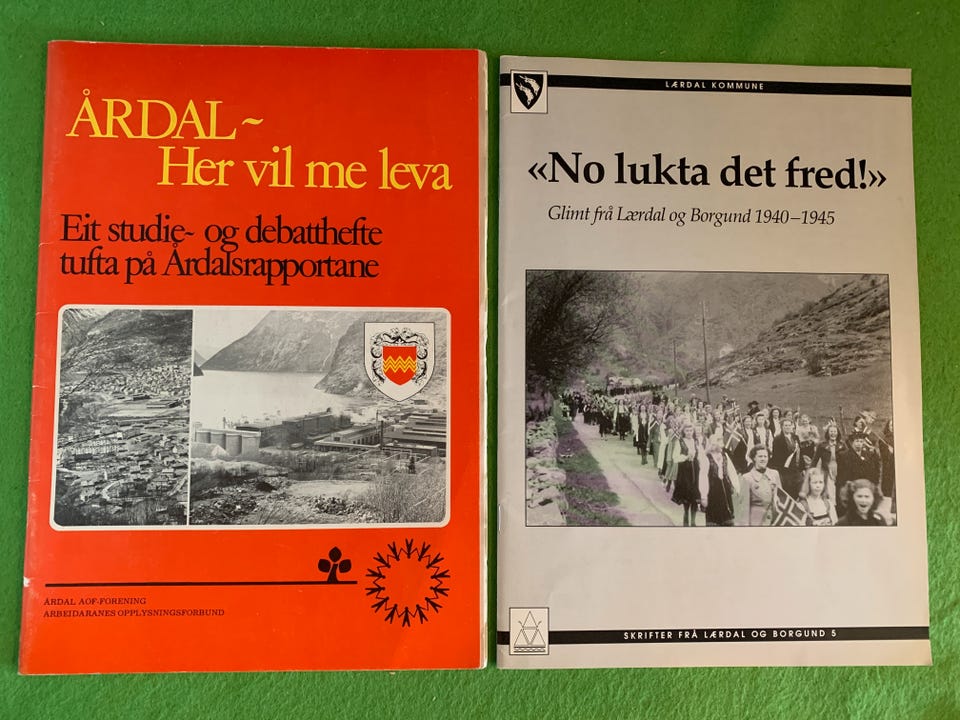 ÅRDAL ~
Her vil me leva
Eit studie~ og debatthefte
tufta på Årdalsrapportane
ÅRDAL AOF-FORENING
ARBEIDARANES OPPLYSNINGSFORBUND
LÆRDAL KOMMUNE
«No lukta det fred!»
Glimt frå Lærdal og Borgund 1940–1945
SKRIFTER FRÅ LÆRDAL OG BORGUND 5